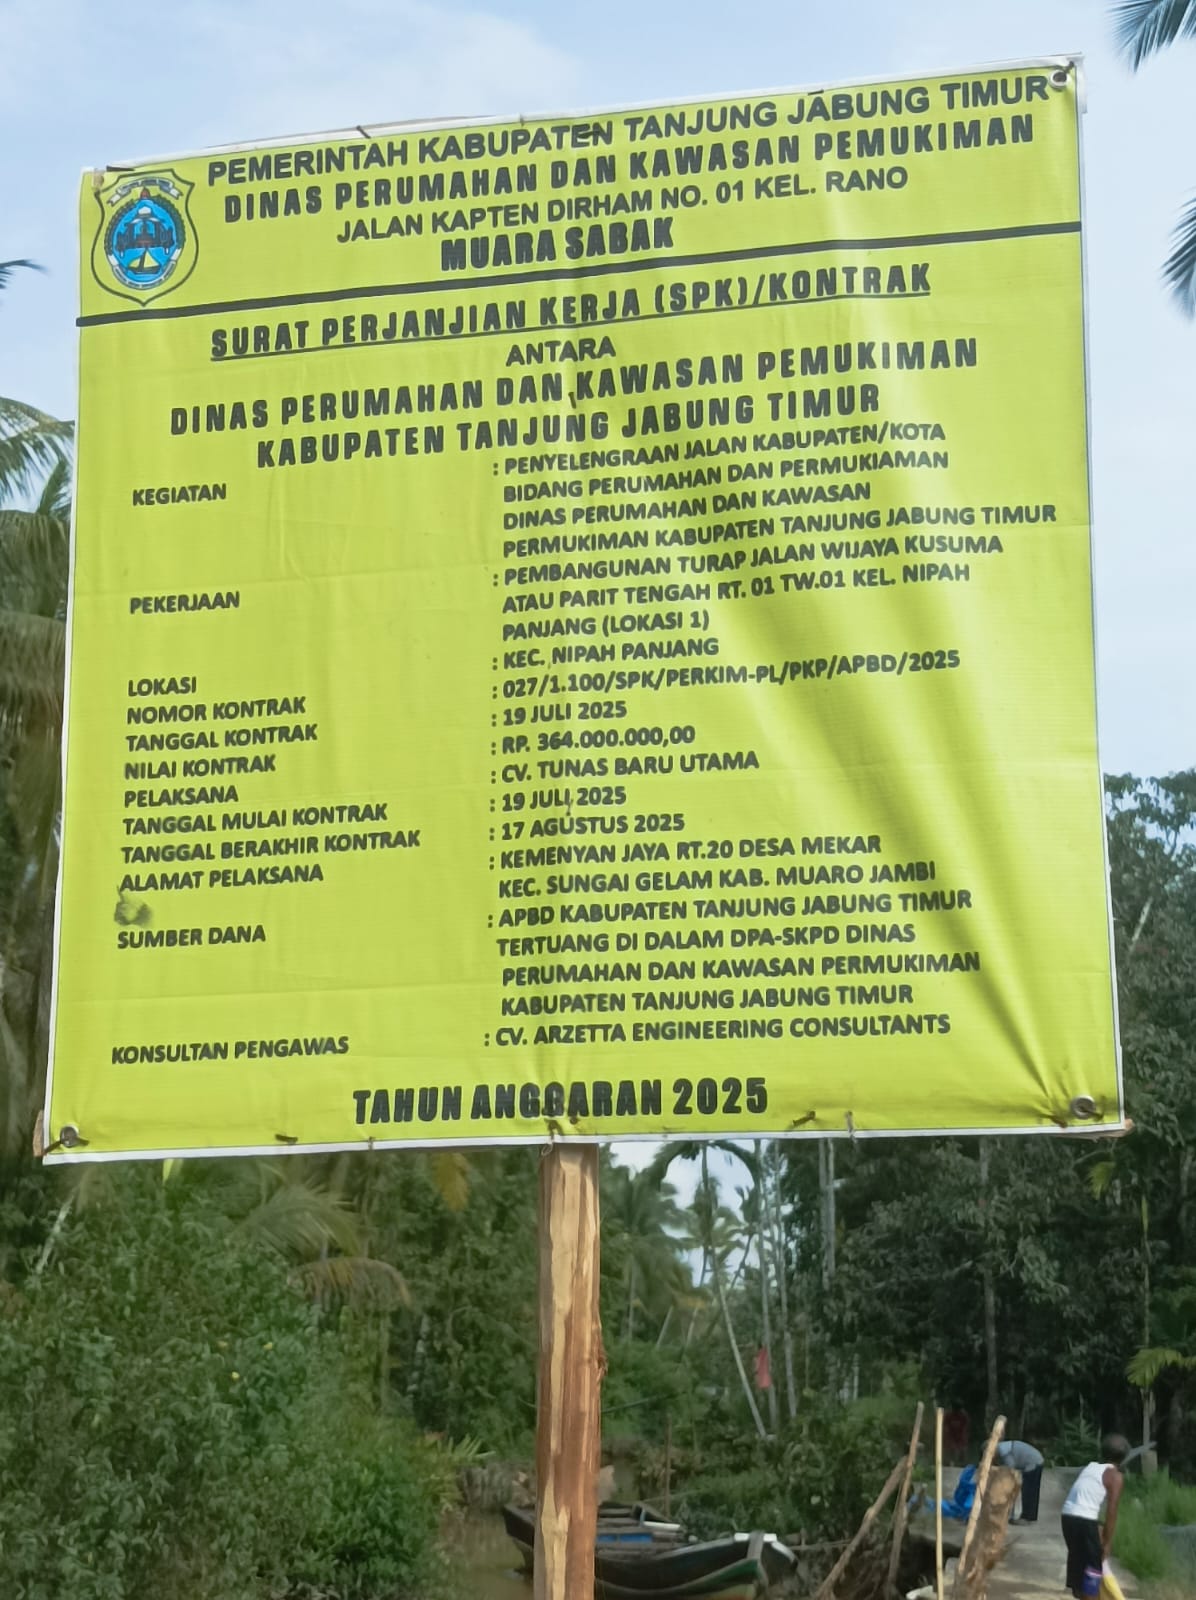 PEMERINTAH KABUPATEN TANJUNG JABUNG TIMUR
DINAS PERUMAHAN DAN KAWASAN PEMUKIMAN
JALAN KAPTEN DIRHAM NO. 01 KEL. RANO
MUARA SABAK
SURAT PERJANJIAN KERJA (SPK)/KONTRAK
ANTARA
DINAS PERUMAHAN DAN KAWASAN PEMUKIMAN
KABUPATEN TANJUNG JABUNG TIMUR
KEGIATAN : PENYELENGRAAN JALAN KABUPATEN/KOTA
BIDANG PERUMAHAN DAN PERMUKIAMAN
DINAS PERUMAHAN DAN KAWASAN
PERMUKIMAN KABUPATEN TANJUNG JABUNG TIMUR
PEKERJAAN : PEMBANGUNAN TURAP JALAN WIJAYA KUSUMA
ATAU PARIT TENGAH RT. 01 TW.01 KEL. NIPAH
PANJANG (LOKASI 1)
LOKASI : KEC. NIPAH PANJANG
NOMOR KONTRAK : 027/1.100/SPK/PERKIM-PL/PKP/APBD/2025
TANGGAL KONTRAK : 19 JULI 2025
NILAI KONTRAK : RP. 364.000.000,00
PELAKSANA : CV. TUNAS BARU UTAMA
TANGGAL MULAI KONTRAK : 19 JULI 2025
TANGGAL BERAKHIR KONTRAK : 17 AGUSTUS 2025
ALAMAT PELAKSANA : KEMENYAN JAYA RT.20 DESA MEKAR
KEC. SUNGAI GELAM KAB. MUARO JAMBI
SUMBER DANA : APBD KABUPATEN TANJUNG JABUNG TIMUR
TERTUANG DI DALAM DPA-SKPD DINAS
PERUMAHAN DAN KAWASAN PERMUKIMAN
KABUPATEN TANJUNG JABUNG TIMUR
KONSULTAN PENGAWAS : CV. ARZETTA ENGINEERING CONSULTANTS
TAHUN ANGGARAN 2025